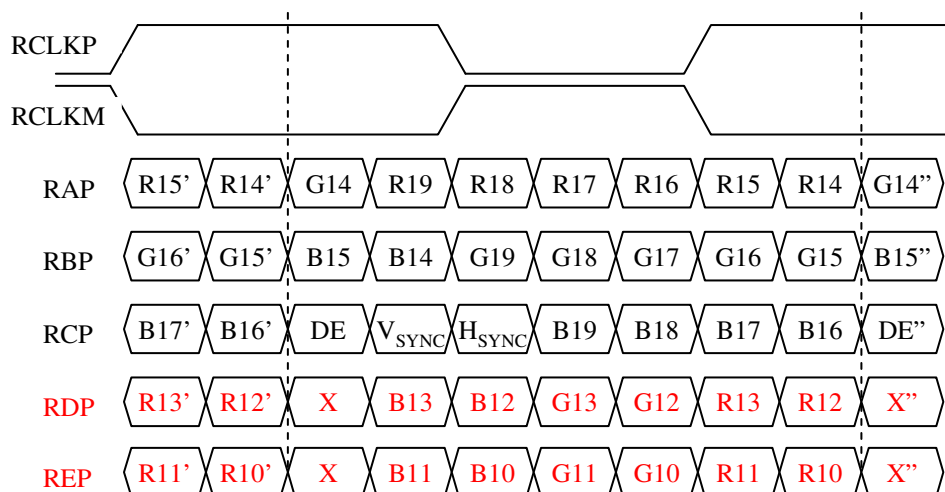 RCLKP
RCLKM
RAP R15’ R14’ G14 R19 R18 R17 R16 R15 R14 G14”
RBP G16’ G15’ B15 B14 G19 G18 G17 G16 G15 B15”
RCP B17’ B16’ DE V_SYNC H_SYNC B19 B18 B17 B16 DE”
RDP R13’ R12’ X B13 B12 G13 G12 R13 R12 X”
REP R11’ R10’ X B11 B10 G11 G10 R11 R10 X”